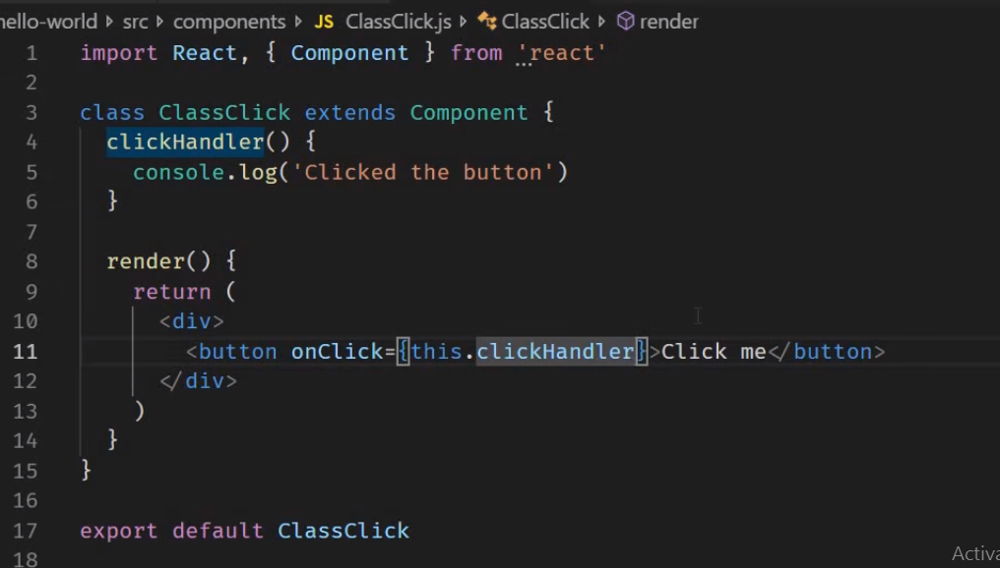 hello-world src components JS ClassClick.js ClassClick render
1 import React, { Component } from 'react'
2
3 class ClassClick extends Component {
4   clickHandler() {
5     console.log('Clicked the button')
6   }
7
8   render() {
9     return (
10       <div>
11         <button onClick={this.clickHandler}>Click me</button>
12       </div>
13     )
14   }
15 }
16
17 export default ClassClick
18
Activa